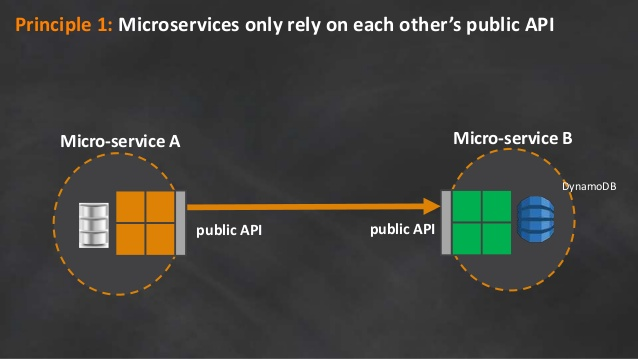 Principle 1: Microservices only rely on each other’s public API
Micro-service A
Micro-service B
DynamoDB
public API
public API